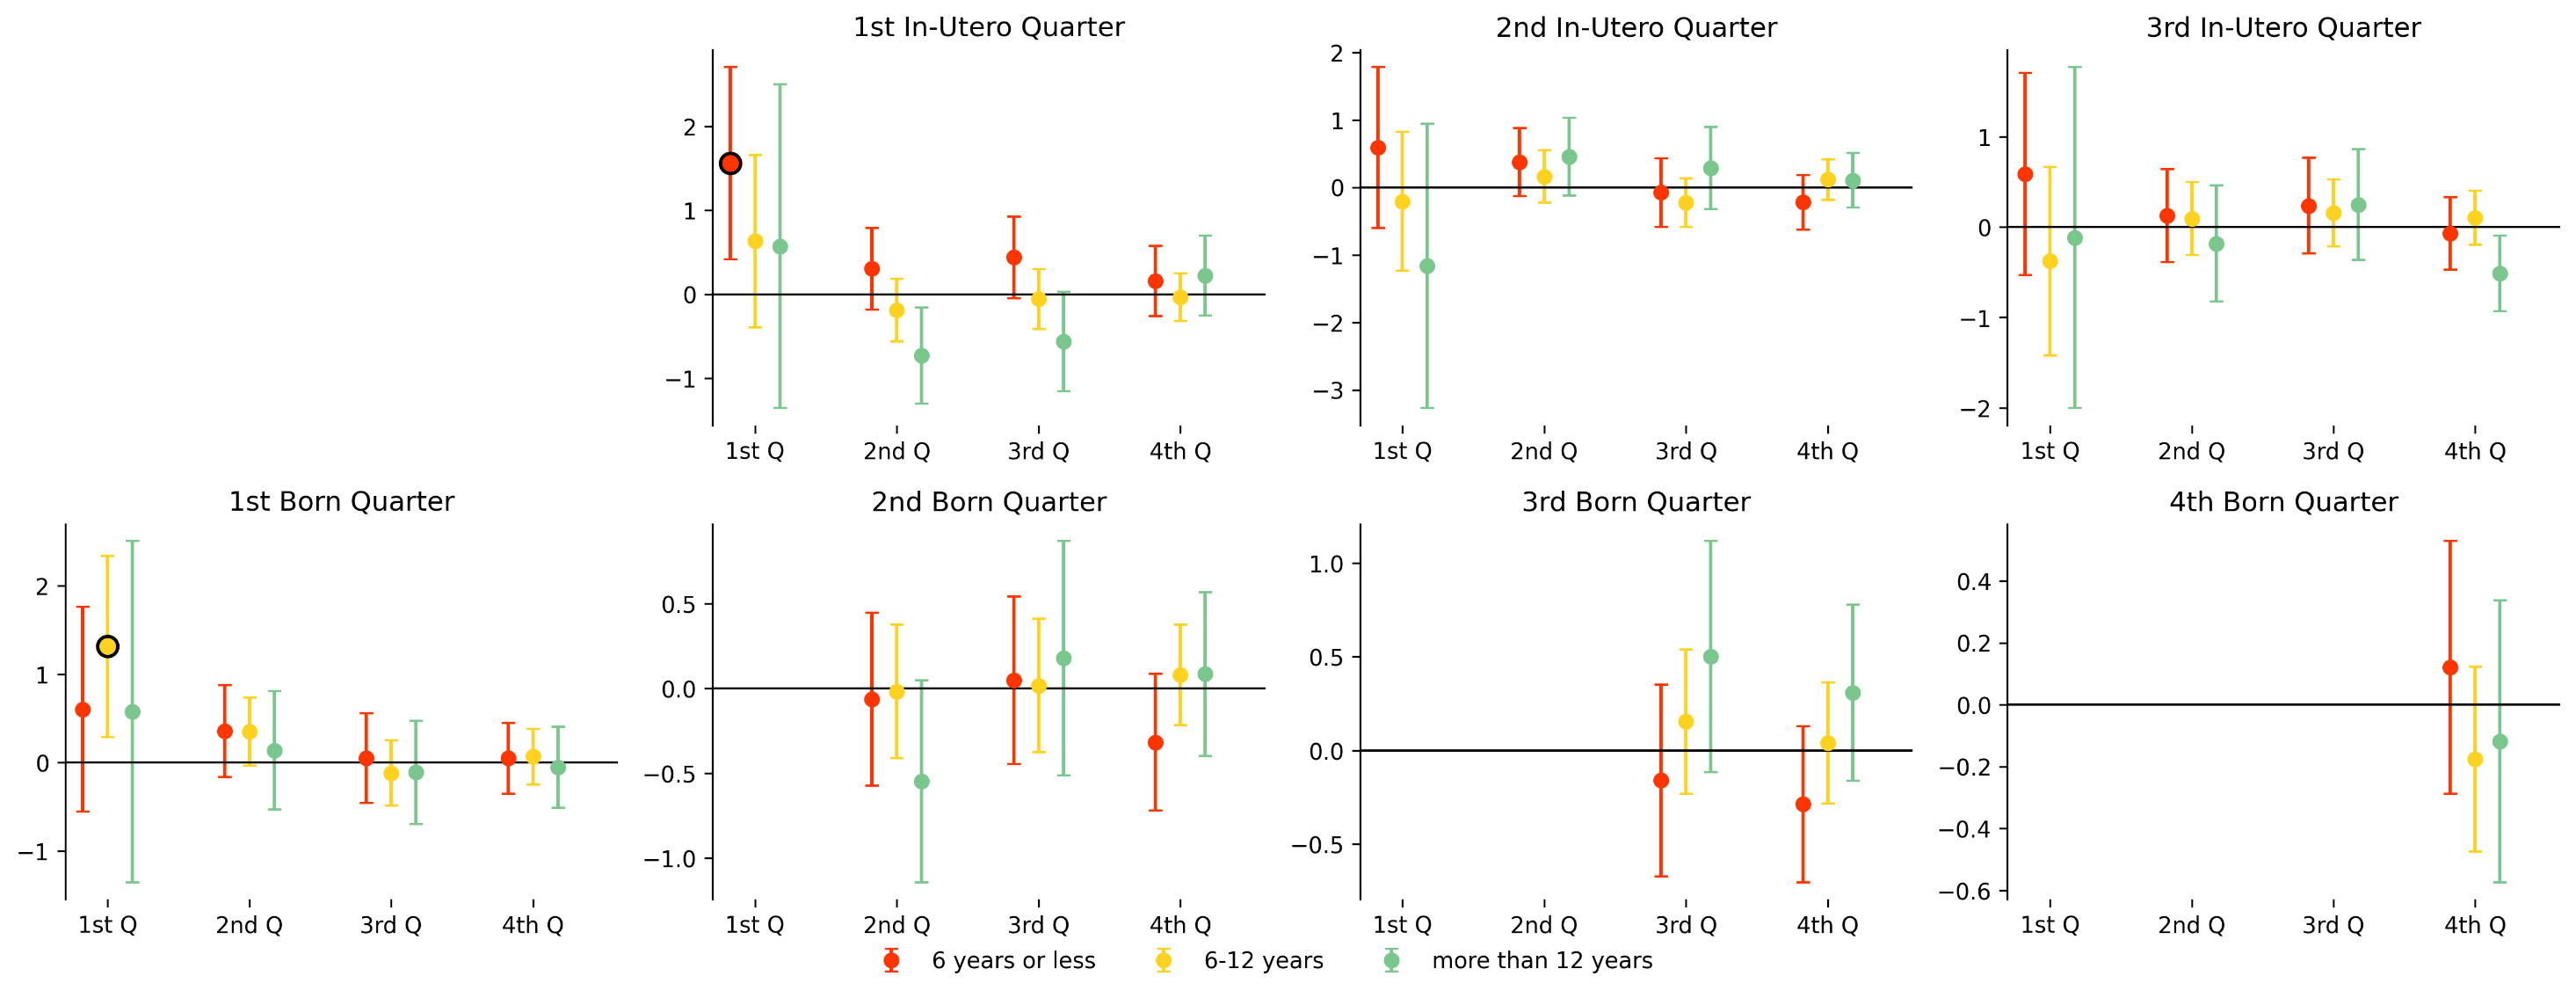 1st In-Utero Quarter
2
1
0
−1
1st Q 2nd Q 3rd Q 4th Q
2nd In-Utero Quarter
2
1
0
−1
−2
−3
1st Q 2nd Q 3rd Q 4th Q
3rd In-Utero Quarter
1
0
−1
−2
1st Q 2nd Q 3rd Q 4th Q
1st Born Quarter
2
1
0
−1
1st Q 2nd Q 3rd Q 4th Q
2nd Born Quarter
0.5
0.0
−0.5
−1.0
1st Q 2nd Q 3rd Q 4th Q
3rd Born Quarter
1.0
0.5
0.0
−0.5
1st Q 2nd Q 3rd Q 4th Q
4th Born Quarter
0.4
0.2
0.0
−0.2
−0.4
−0.6
1st Q 2nd Q 3rd Q 4th Q
6 years or less 6-12 years more than 12 years